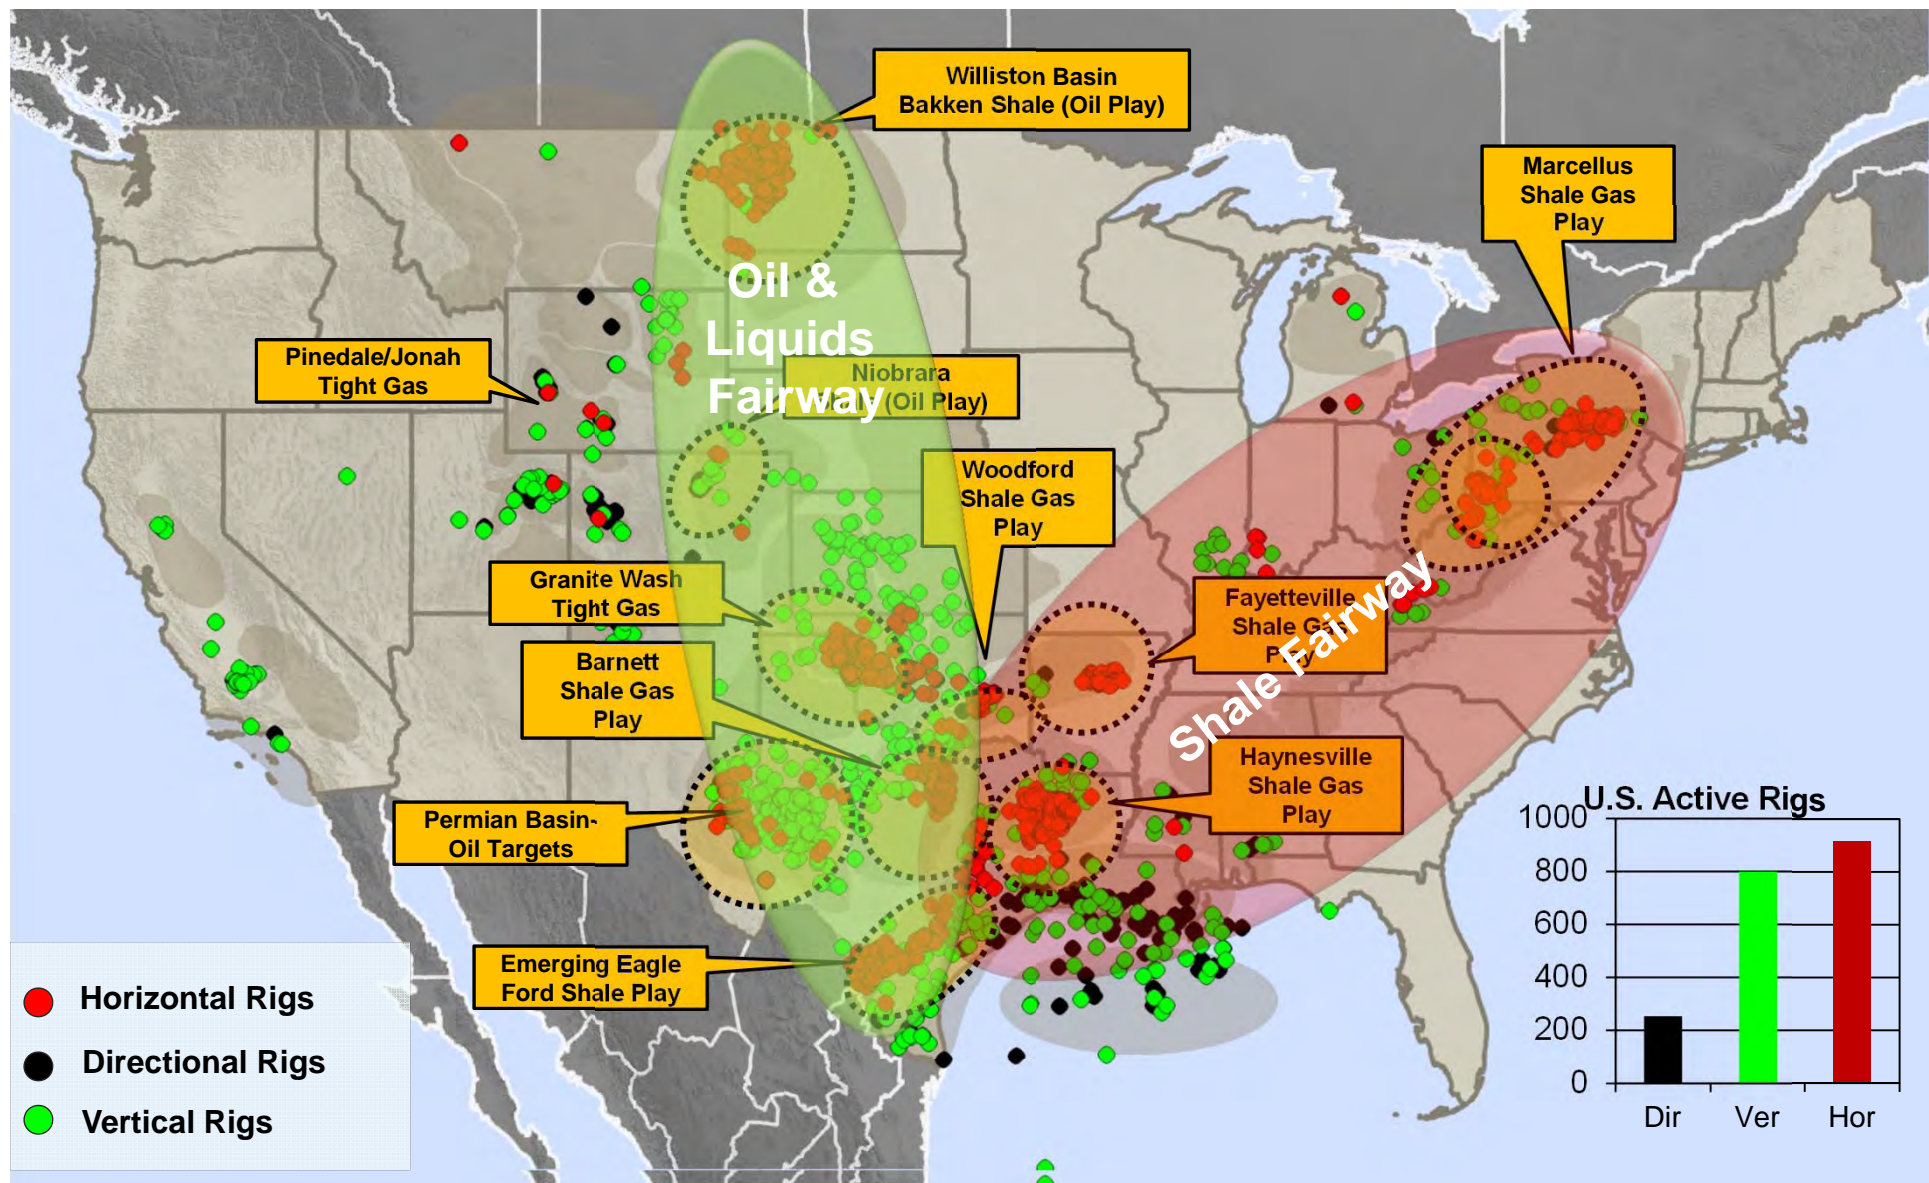 Williston Basin
Bakken Shale (Oil Play)
Marcellus
Shale Gas
Play
Oil &
Liquids
Fairway
Pinedale/Jonah
Tight Gas
Niobrara
Shale (Oil Play)
Woodford
Shale Gas
Play
Granite Wash
Tight Gas
Fayetteville
Shale Gas
Play
Shale Fairway
Barnett
Shale Gas
Play
Haynesville
Shale Gas
Play
Permian Basin-
Oil Targets
Emerging Eagle
Ford Shale Play
Horizontal Rigs
Directional Rigs
Vertical Rigs
U.S. Active Rigs
1000
800
600
400
200
0
Dir Ver Hor